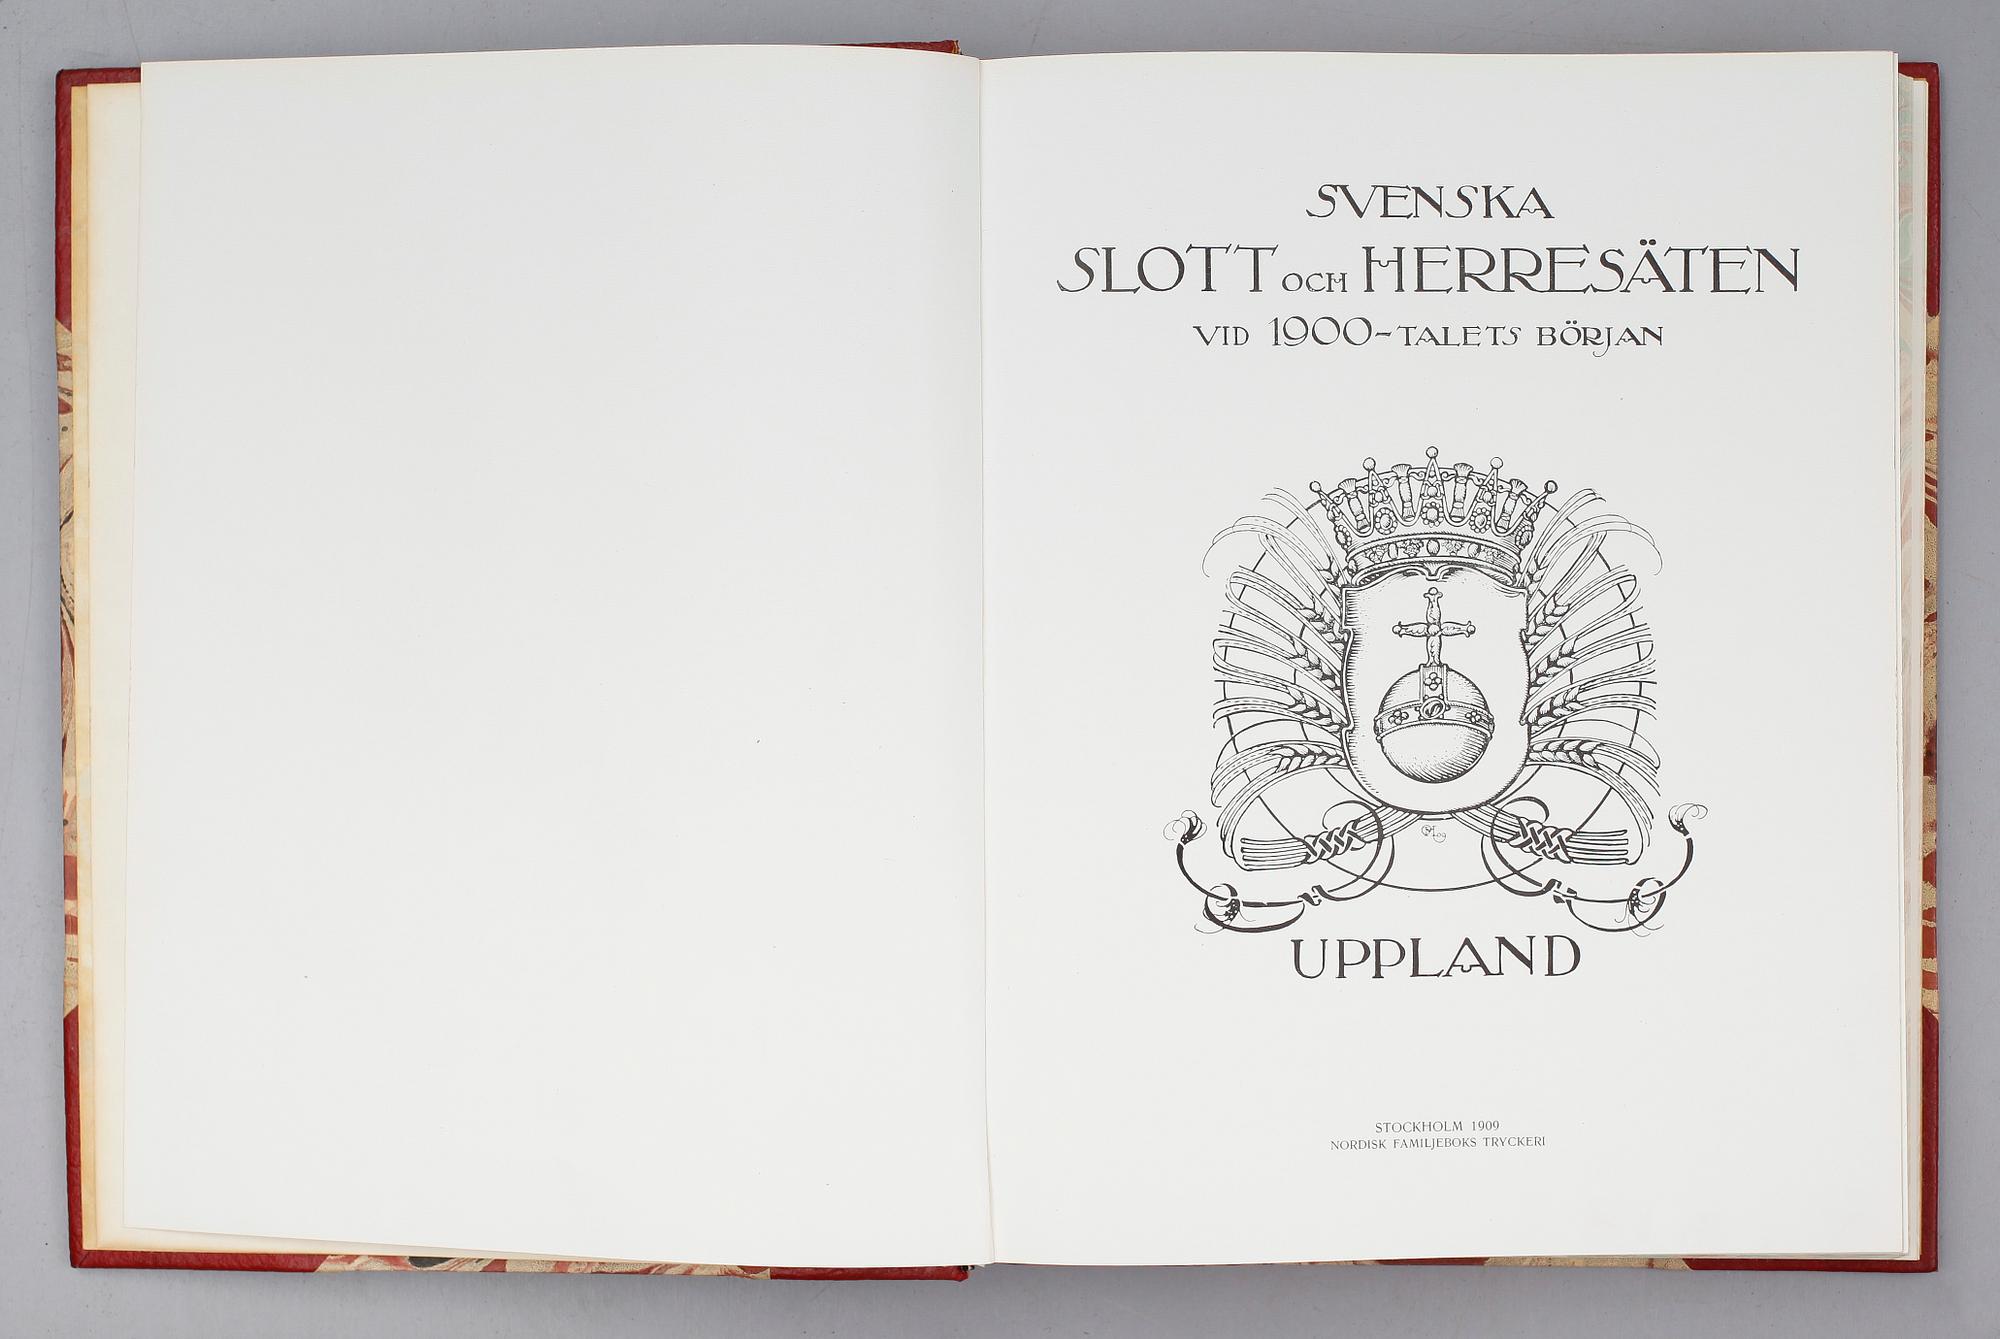 SVENSKA
SLOTT OCH HERRESÄTEN
VID 1900-TALETS BÖRJAN
UPPLAND
STOCKHOLM 1909
NORDISK FAMILJEBOKS TRYCKERI